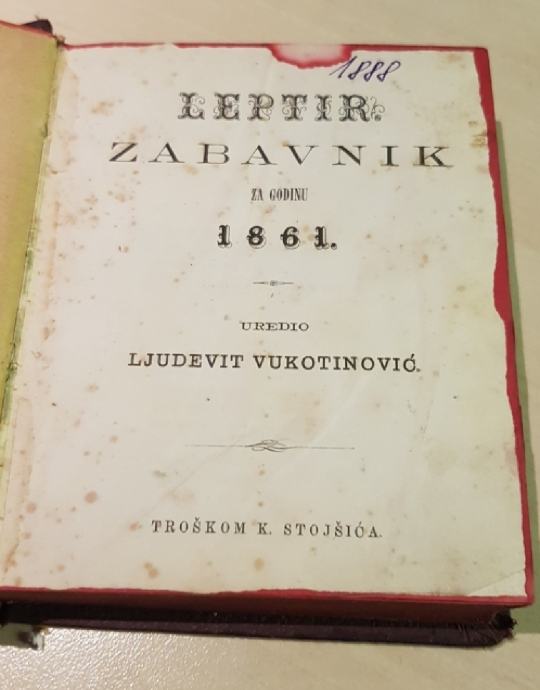 1888
LEPTIR.
ZABAVNIK
ZA GODINU
1861.
UREDIO
LJUDEVIT VUKOTINOVIĆ.
TROŠKOM K. STOJŠIĆA.